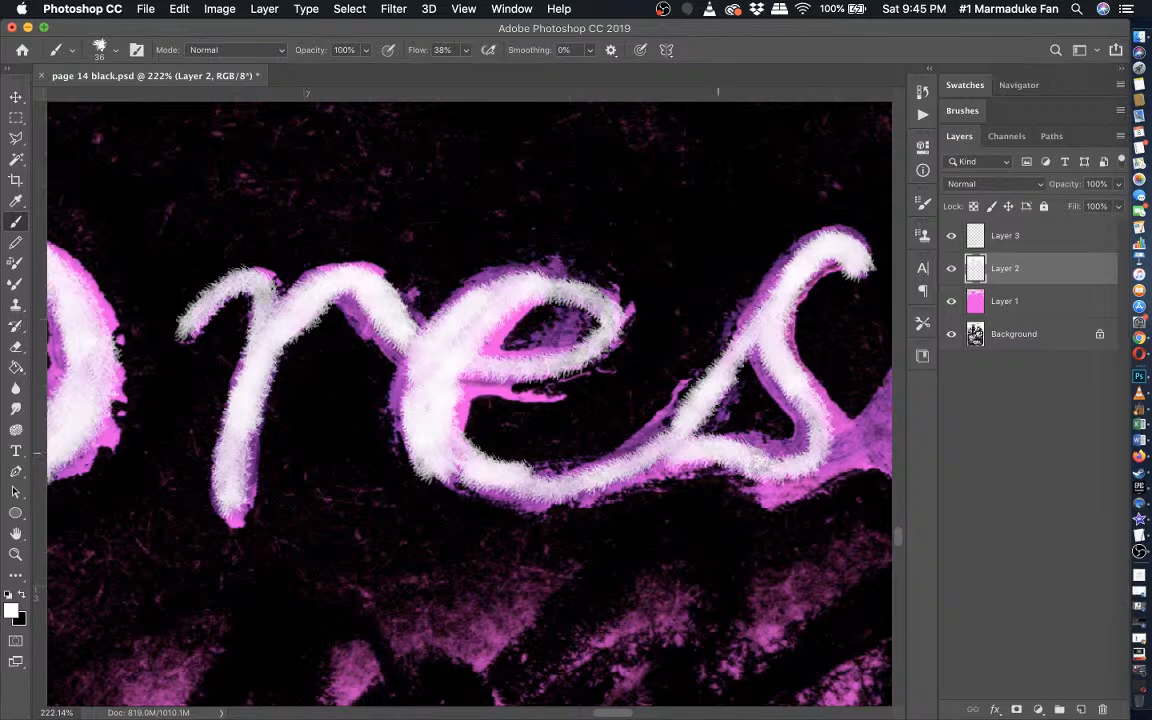 Photoshop CC File Edit Image Layer Type Select Filter 3D View Window Help 100% Sat 9:45 PM #1 Marmaduke Fan
Adobe Photoshop CC 2019
36 Mode: Normal Opacity: 100% Flow: 38% Smoothing: 0%
× page 14 black.psd @ 222% (Layer 2, RGB/8*) *
7
Swatches Navigator
Brushes
Layers Channels Paths
Kind
Normal Opacity: 100%
Lock: Fill: 100%
Layer 3
Layer 2
Layer 1
Background
ones
222.14% Doc: 819.0M/1010.1M